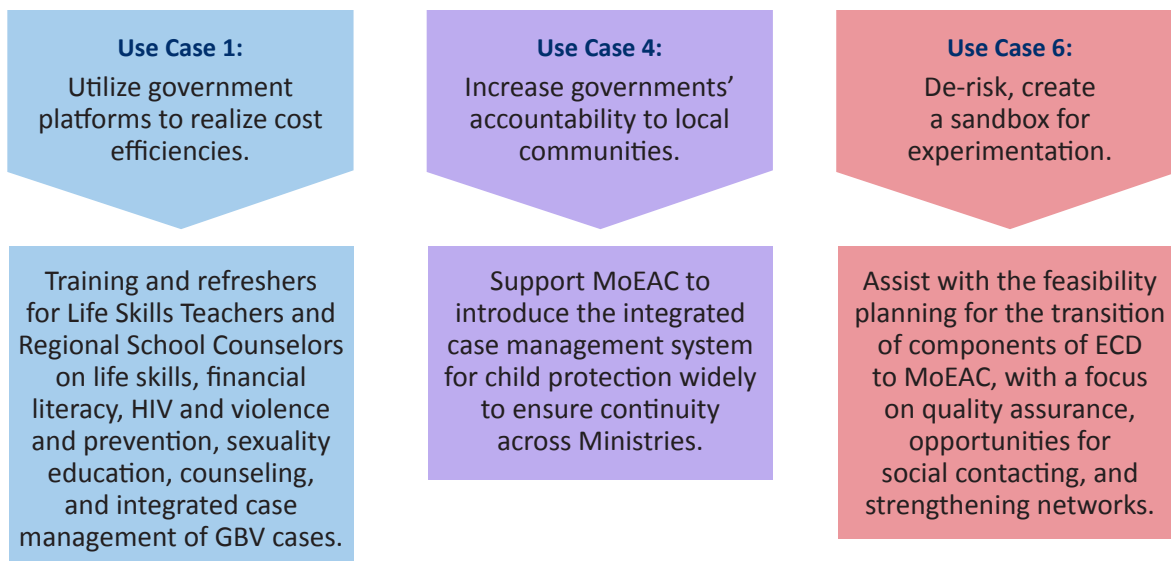 Use Case 1:
Utilize government
platforms to realize cost
efficiencies.
Training and refreshers
for Life Skills Teachers and
Regional School Counselors
on life skills, financial
literacy, HIV and violence
and prevention, sexuality
education, counseling,
and integrated case
management of GBV cases.
Use Case 4:
Increase governments’
accountability to local
communities.
Support MoEAC to
introduce the integrated
case management system
for child protection widely
to ensure continuity
across Ministries.
Use Case 6:
De-risk, create
a sandbox for
experimentation.
Assist with the feasibility
planning for the transition
of components of ECD
to MoEAC, with a focus
on quality assurance,
opportunities for
social contacting, and
strengthening networks.